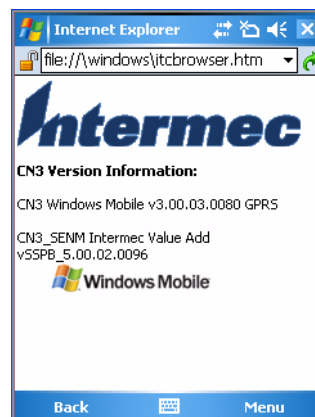 Internet Explorer
file://\windows\itcbrowser.htm
Intermec
CN3 Version Information:
CN3 Windows Mobile v3.00.03.0080 GPRS
CN3_SENM Intermec Value Add
vSSPB_5.00.02.0096
Windows Mobile
Back Menu